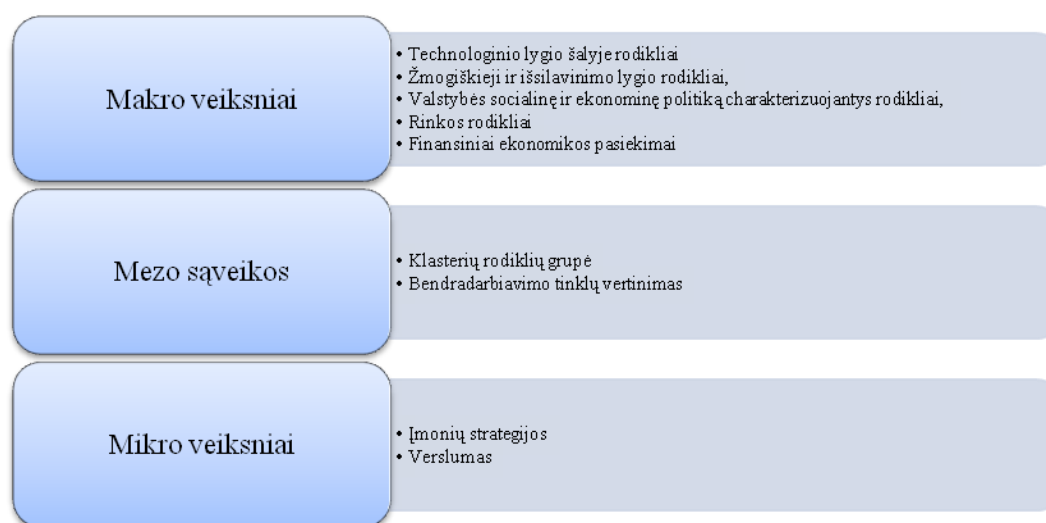 Makro veiksniai
• Technologinio lygio šalyje rodikliai
• Žmogiškieji ir išsilavinimo lygio rodikliai,
• Valstybės socialinę ir ekonominę politiką charakterizuojantys rodikliai,
• Rinkos rodikliai
• Finansiniai ekonomikos pasiekimai
Mezo sąveikos
• Klasterių rodiklių grupė
• Bendradarbiavimo tinklų vertinimas
Mikro veiksniai
• Įmonių strategijos
• Verslumas